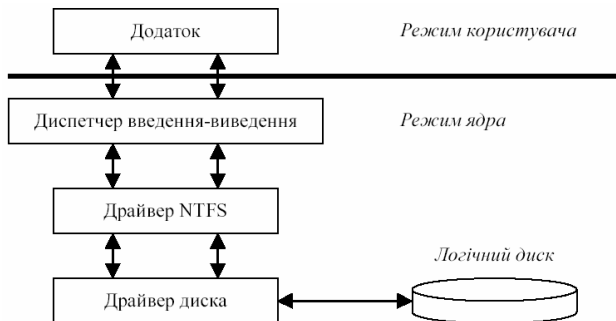 Додаток
Режим користувача
Диспетчер введення-виведення
Режим ядра
Драйвер NTFS
Логічний диск
Драйвер диска